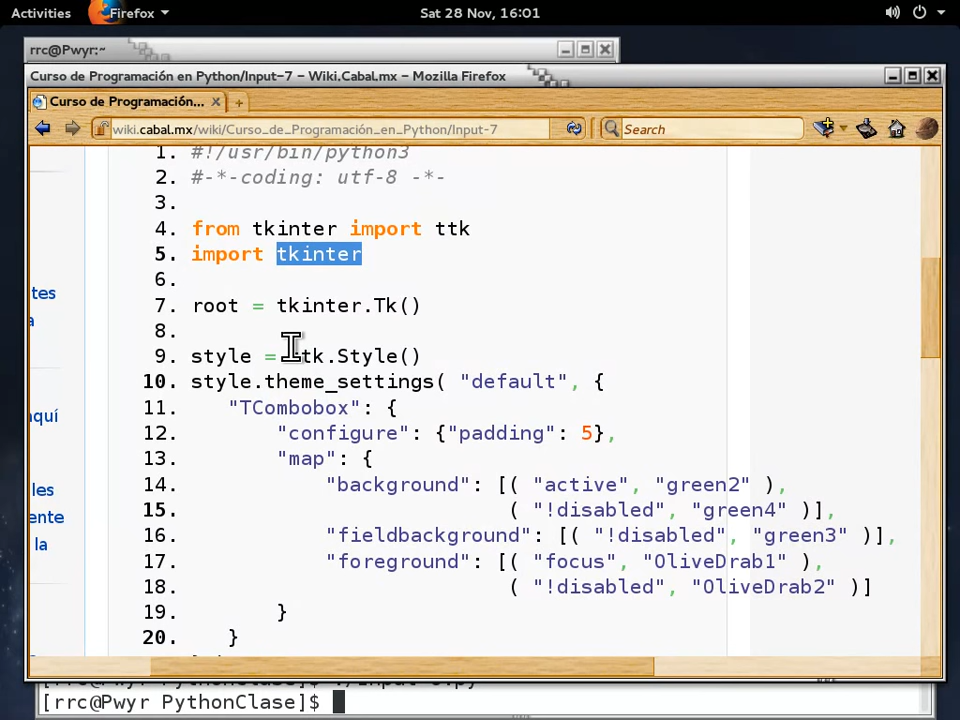 Activities Firefox Sat 28 Nov, 16:01
rrc@Pwyr:~
Curso de Programación en Python/Input-7 – Wiki.Cabal.mx – Mozilla Firefox
Curso de Programación...
wiki.cabal.mx/wiki/Curso_de_Programación_en_Python/Input-7 Search
1. #!/usr/bin/python3
2. #-*-coding: utf-8 -*-
3.
4. from tkinter import ttk
5. import tkinter
6.
tes
7. root = tkinter.Tk()
a
8.
9. style = ttk.Style()
10. style.theme_settings( "default", {
aquí
11. "TCombobox": {
12. "configure": {"padding": 5},
13. "map": {
les
14. "background": [( "active", "green2" ),
ente
15. ( "!disabled", "green4" )],
la
16. "fieldbackground": [( "!disabled", "green3" )],
17. "foreground": [( "focus", "OliveDrab1" ),
18. ( "!disabled", "OliveDrab2" )]
19. }
20. }
[rrc@Pwyr PythonClase]$